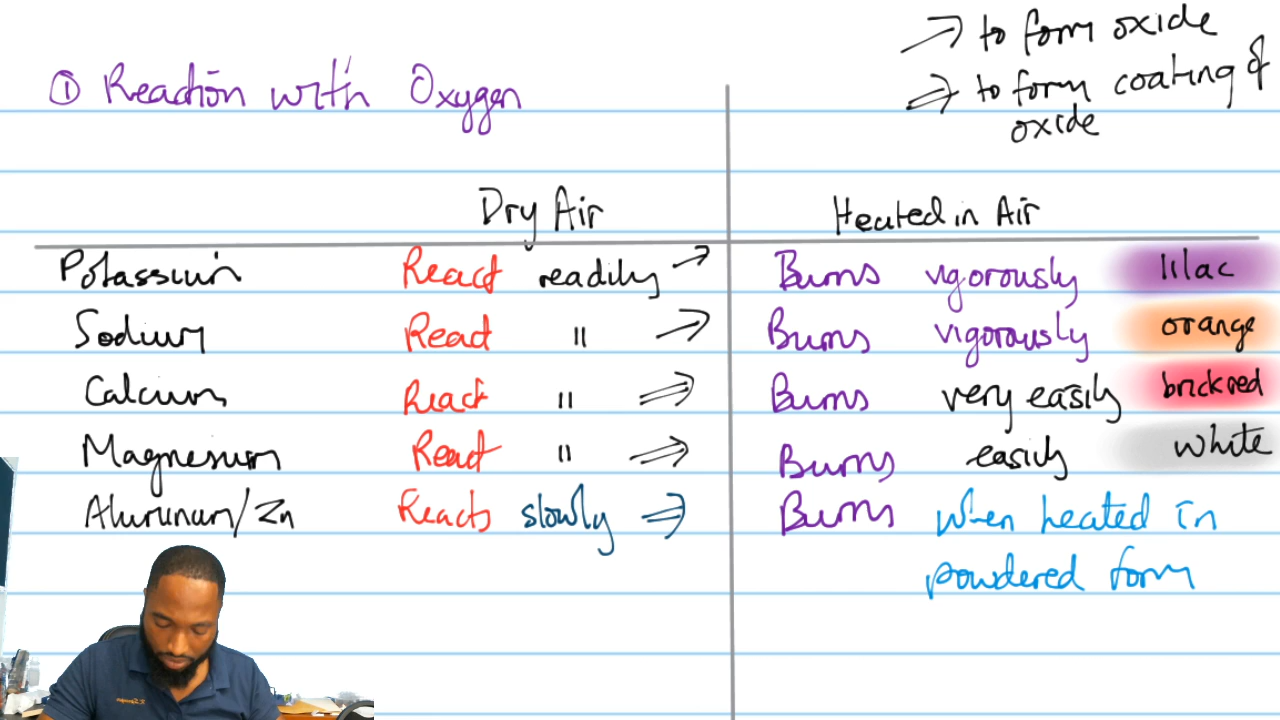 → to form oxide
① Reaction with Oxygen
⇒ to form coating of
oxide
Dry Air Heated in Air
Potassium React readily → Burns vigorously lilac
Sodium React " → Burns vigorously orange
Calcium React " ⇒ Burns very easily brick red
Magnesium React " ⇒ Burns easily white
Aluminum/Zn Reacts slowly ⇒ Burns when heated in
powdered form